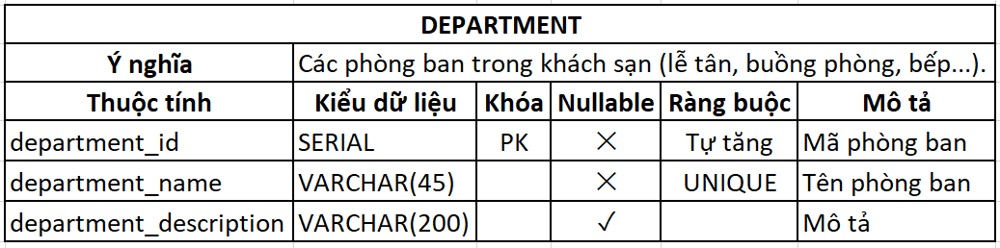 DEPARTMENT
Ý nghĩa Các phòng ban trong khách sạn (lễ tân, buồng phòng, bếp...).
Thuộc tính Kiểu dữ liệu Khóa Nullable Ràng buộc Mô tả
department_id SERIAL PK × Tự tăng Mã phòng ban
department_name VARCHAR(45) × UNIQUE Tên phòng ban
department_description VARCHAR(200) ✓ Mô tả